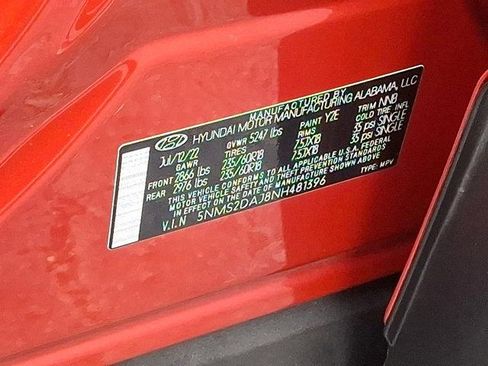 MANUFACTURED BY
HYUNDAI MOTOR MANUFACTURING ALABAMA, LLC
JUL/12/22 GVWR 5247 lbs PAINT Y2E TRIM NNB
GAWR TIRES RIMS COLD TIRE INFL
FRONT 2866 lbs 235/60R18 7.5JX18 35 psi SINGLE
REAR 2976 lbs 235/60R18 7.5JX18 35 psi SINGLE
THIS VEHICLE CONFORMS TO ALL APPLICABLE U.S.A. FEDERAL
MOTOR VEHICLE SAFETY AND THEFT PREVENTION STANDARDS
IN EFFECT ON THE DATE OF MANUFACTURE SHOWN ABOVE.
V.I.N 5NMS2DAJ8NH481396 TYPE: MPV